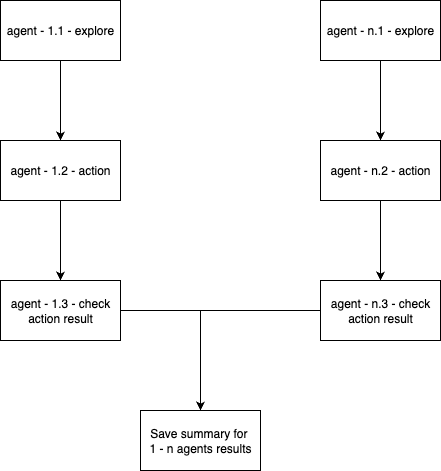 agent - 1.1 - explore
agent - n.1 - explore
agent - 1.2 - action
agent - n.2 - action
agent - 1.3 - check
action result
agent - n.3 - check
action result
Save summary for
1 - n agents results